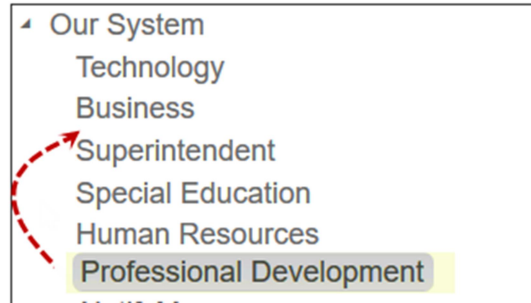 Our System
Technology
Business
Superintendent
Special Education
Human Resources
Professional Development